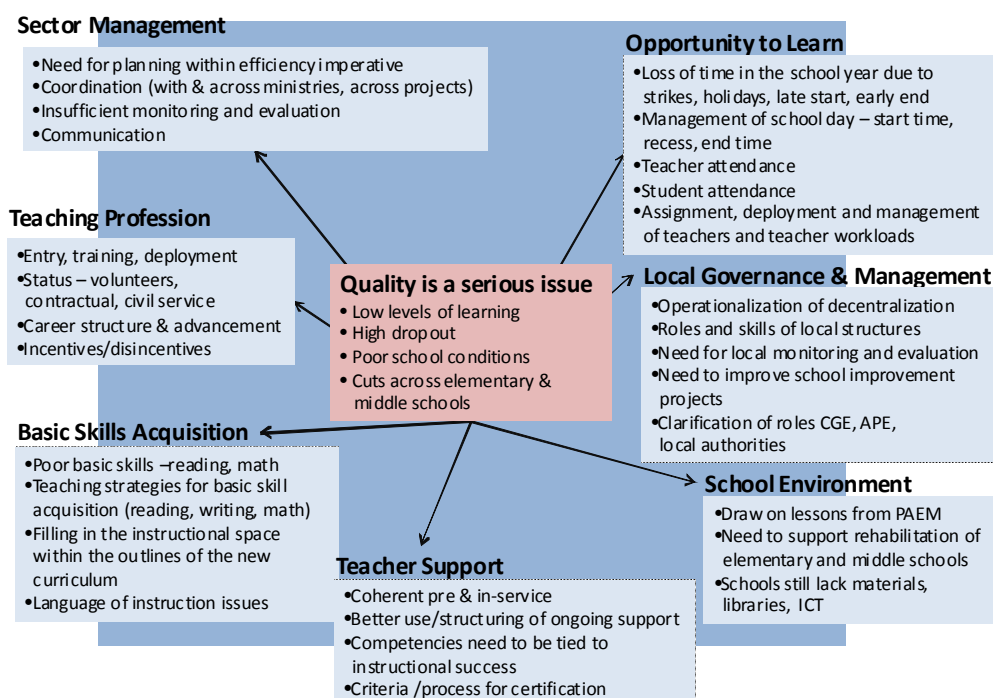 Sector Management
•Need for planning within efficiency imperative
•Coordination (with & across ministries, across projects)
•Insufficient monitoring and evaluation
•Communication
Opportunity to Learn
•Loss of time in the school year due to
strikes, holidays, late start, early end
•Management of school day – start time,
recess, end time
•Teacher attendance
•Student attendance
•Assignment, deployment and management
of teachers and teacher workloads
Teaching Profession
•Entry, training, deployment
•Status – volunteers,
contractual, civil service
•Career structure & advancement
•Incentives/disincentives
Quality is a serious issue
• Low levels of learning
• High dropout
• Poor school conditions
• Cuts across elementary &
middle schools
Local Governance & Management
•Operationalization of decentralization
•Roles and skills of local structures
•Need for local monitoring and evaluation
•Need to improve school improvement
projects
•Clarification of roles CGE, APE,
local authorities
Basic Skills Acquisition
•Poor basic skills –reading, math
•Teaching strategies for basic skill
acquisition (reading, writing, math)
•Filling in the instructional space
within the outlines of the new
curriculum
•Language of instruction issues
School Environment
•Draw on lessons from PAEM
•Need to support rehabilitation of
elementary and middle schools
•Schools still lack materials,
libraries, ICT
Teacher Support
•Coherent pre & in-service
•Better use/structuring of ongoing support
•Competencies need to be tied to
instructional success
•Criteria /process for certification